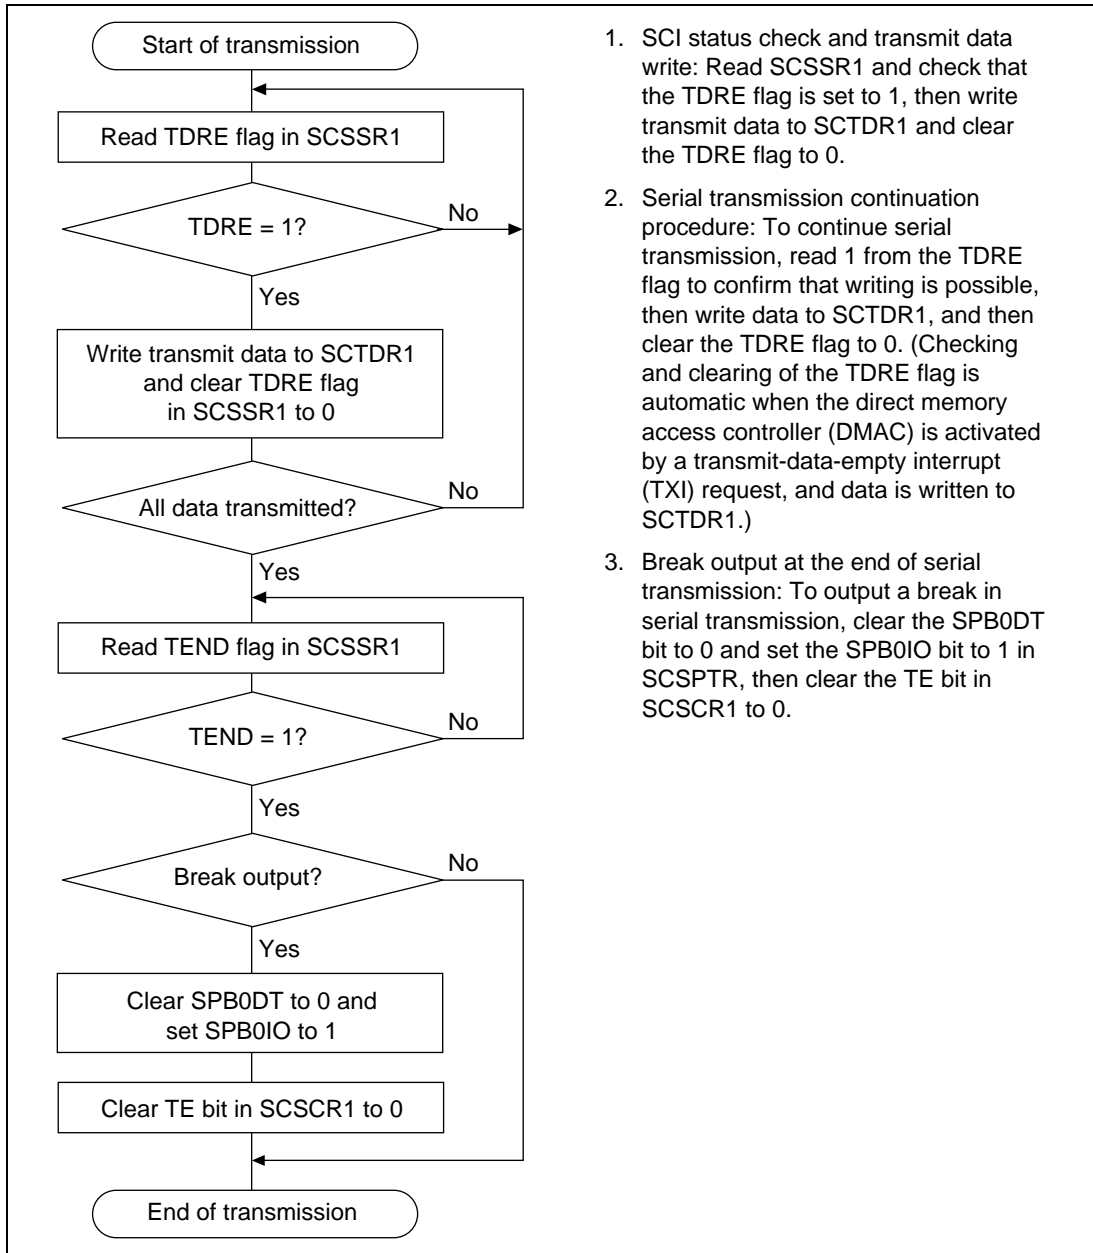 Start of transmission
Read TDRE flag in SCSSR1
TDRE = 1?
No
Yes
Write transmit data to SCTDR1
and clear TDRE flag
in SCSSR1 to 0
All data transmitted?
No
Yes
Read TEND flag in SCSSR1
TEND = 1?
No
Yes
Break output?
No
Yes
Clear SPB0DT to 0 and
set SPB0IO to 1
Clear TE bit in SCSCR1 to 0
End of transmission
1. SCI status check and transmit data
write: Read SCSSR1 and check that
the TDRE flag is set to 1, then write
transmit data to SCTDR1 and clear
the TDRE flag to 0.
2. Serial transmission continuation
procedure: To continue serial
transmission, read 1 from the TDRE
flag to confirm that writing is possible,
then write data to SCTDR1, and then
clear the TDRE flag to 0. (Checking
and clearing of the TDRE flag is
automatic when the direct memory
access controller (DMAC) is activated
by a transmit-data-empty interrupt
(TXI) request, and data is written to
SCTDR1.)
3. Break output at the end of serial
transmission: To output a break in
serial transmission, clear the SPB0DT
bit to 0 and set the SPB0IO bit to 1 in
SCSPTR, then clear the TE bit in
SCSCR1 to 0.